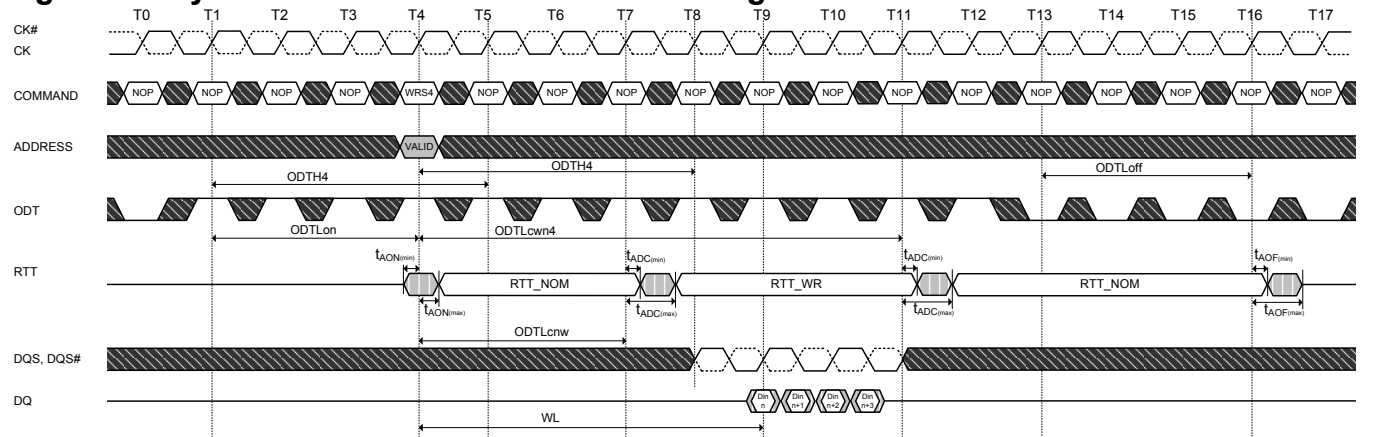 T0 T1 T2 T3 T4 T5 T6 T7 T8 T9 T10 T11 T12 T13 T14 T15 T16 T17
CK#
CK
COMMAND NOP NOP NOP NOP WRS4 NOP NOP NOP NOP NOP NOP NOP NOP NOP NOP NOP NOP NOP
ADDRESS VALID
ODTH4 ODTH4 ODTLoff
ODT
ODTLon ODTLcwn4
tAON(min) tADC(min) tADC(min) tAOF(min)
RTT RTT_NOM RTT_WR RTT_NOM
tAON(max) tADC(max) tADC(max) tAOF(max)
ODTLcnw
DQS, DQS#
DQ Din n Din n+1 Din n+2 Din n+3
WL